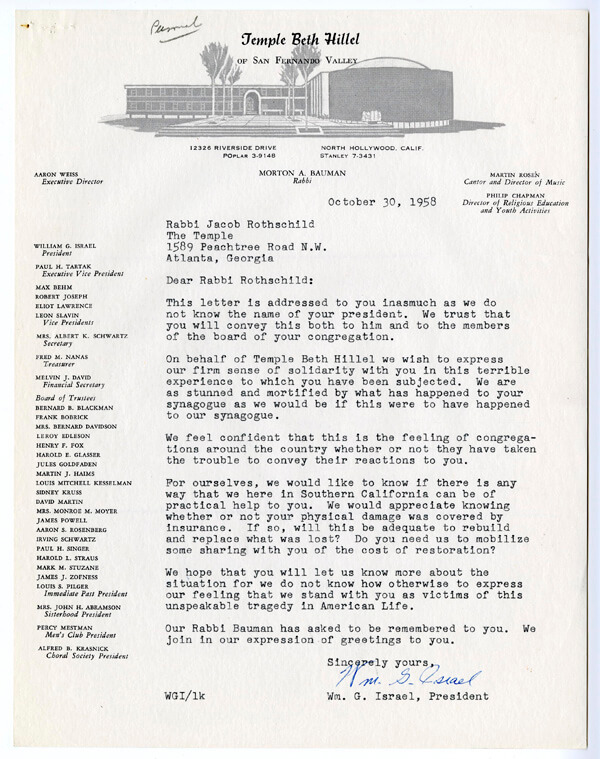 Personnel
Temple Beth Hillel
OF SAN FERNANDO VALLEY
12326 RIVERSIDE DRIVE NORTH HOLLYWOOD, CALIF.
POPLAR 3-9148 STANLEY 7-3431
AARON WEISS
Executive Director
MORTON A. BAUMAN
Rabbi
MARTIN ROSEN
Cantor and Director of Music
PHILIP CHAPMAN
Director of Religious Education
and Youth Activities
WILLIAM G. ISRAEL
President
PAUL H. TARTAK
Executive Vice President
MAX BEHM
ROBERT JOSEPH
ELIOT LAWRENCE
LEON SLAVIN
Vice Presidents
MRS. ALBERT K. SCHWARTZ
Secretary
FRED M. NANAS
Treasurer
MELVIN J. DAVID
Financial Secretary
Board of Trustees
BERNARD B. BLACKMAN
FRANK BOBRICK
MRS. BERNARD DAVIDSON
LEROY EDLESON
HENRY F. FOX
HAROLD E. GLASSER
JULES GOLDFADEN
MARTIN J. HAIMS
LOUIS MITCHELL KESSELMAN
SIDNEY KRUSS
DAVID MARTIN
MRS. MONROE M. MOYER
JAMES POWELL
AARON S. ROSENBERG
IRVING SCHWARTZ
PAUL H. SINGER
HAROLD L. STRAUS
MARK M. STUZANE
JAMES J. ZOFNESS
LOUIS S. PILGER
Immediate Past President
MRS. JOHN H. ABRAMSON
Sisterhood President
PERCY MESTMAN
Men's Club President
ALFRED B. KRASNICK
Choral Society President
October 30, 1958
Rabbi Jacob Rothschild
The Temple
1589 Peachtree Road N.W.
Atlanta, Georgia
Dear Rabbi Rothschild:
This letter is addressed to you inasmuch as we do
not know the name of your president. We trust that
you will convey this both to him and to the members
of the board of your congregation.
On behalf of Temple Beth Hillel we wish to express
our firm sense of solidarity with you in this terrible
experience to which you have been subjected. We are
as stunned and mortified by what has happened to your
synagogue as we would be if this were to have happened
to our synagogue.
We feel confident that this is the feeling of congrega-
tions around the country whether or not they have taken
the trouble to convey their reactions to you.
For ourselves, we would like to know if there is any
way that we here in Southern California can be of
practical help to you. We would appreciate knowing
whether or not your physical damage was covered by
insurance. If so, will this be adequate to rebuild
and replace what was lost? Do you need us to mobilize
some sharing with you of the cost of restoration?
We hope that you will let us know more about the
situation for we do not know how otherwise to express
our feeling that we stand with you as victims of this
unspeakable tragedy in American Life.
Our Rabbi Bauman has asked to be remembered to you. We
join in our expression of greetings to you.
Sincerely yours,
Wm. G. Israel
WGI/lk Wm. G. Israel, President